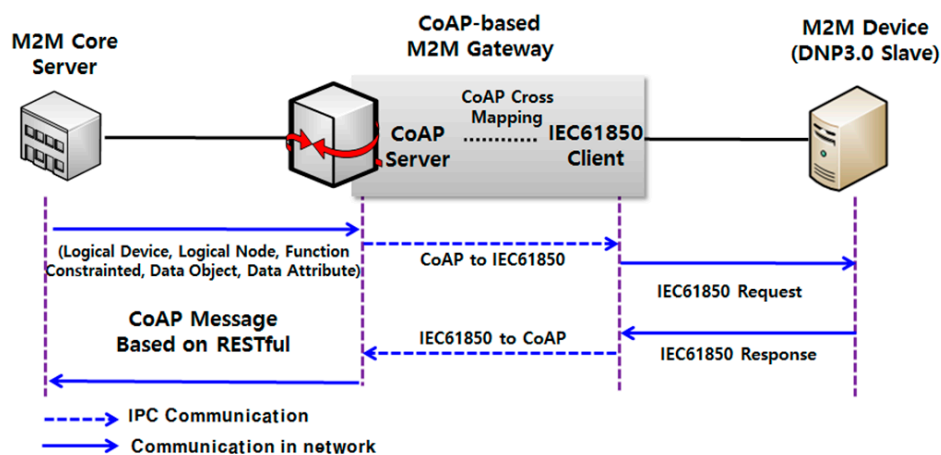 CoAP-based
M2M Gateway
M2M Core
Server
M2M Device
(DNP3.0 Slave)
CoAP Cross
Mapping
CoAP
Server
IEC61850
Client
(Logical Device, Logical Node, Function
Constrainted, Data Object, Data Attribute)
CoAP to IEC61850
IEC61850 Request
CoAP Message
Based on RESTful
IEC61850 to CoAP
IEC61850 Response
IPC Communication
Communication in network